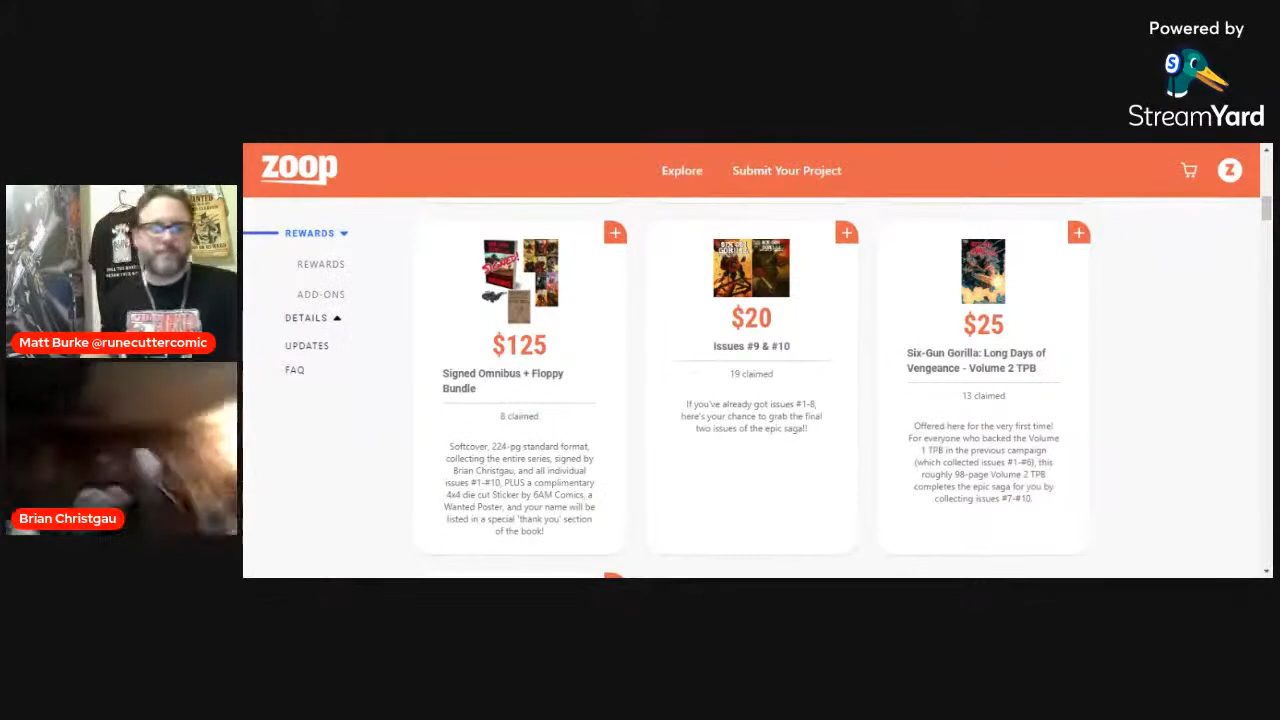 Powered by
StreamYard
zoop
Explore
Submit Your Project
Z
REWARDS
REWARDS
ADD-ONS
DETAILS
UPDATES
FAQ
SIGNED
$125
Signed Omnibus + Floppy
Bundle
8 claimed
Softcover, 224-pg standard format,
collecting the entire series, signed by
Brian Christgau, and all individual
issues #1-#10, PLUS a complimentary
4x4 die cut Sticker by 6AM Comics, a
Wanted Poster, and your name will be
listed in a special 'thank you' section
of the book!
$20
Issues #9 & #10
19 claimed
If you've already got issues #1-8,
here's your chance to grab the final
two issues of the epic saga!!
$25
Six-Gun Gorilla: Long Days of
Vengeance - Volume 2 TPB
13 claimed
Offered here for the very first time!
For everyone who backed the Volume
1 TPB in the previous campaign
(which collected issues #1-#6), this
roughly 98-page Volume 2 TPB
completes the epic saga for you by
collecting issues #7-#10.
WANTED
Matt Burke @runecuttercomic
Brian Christgau